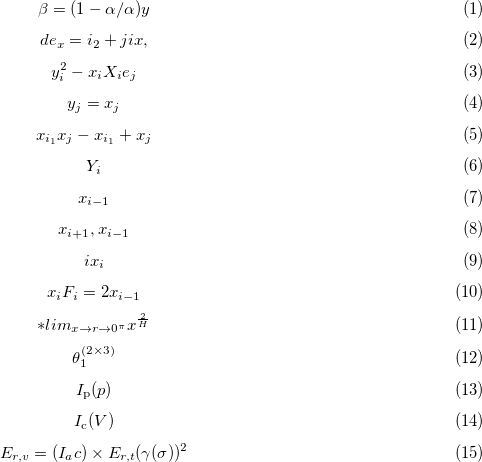 β = (1 − α/α)y (1)
de_x = i_2 + jix, (2)
y_i^2 − x_i X_i e_j (3)
y_j = x_j (4)
x_{i_1} x_j − x_{i_1} + x_j (5)
Y_i (6)
x_{i−1} (7)
x_{i+1}, x_{i−1} (8)
ix_i (9)
x_i F_i = 2x_{i−1} (10)
*lim_{x→r→0^π} x^{\frac{2}{H}} (11)
θ_1^{(2×3)} (12)
I_p(p) (13)
I_c(V) (14)
E_{r,v} = (I_a c) × E_{r,t}(γ(σ))^2 (15)